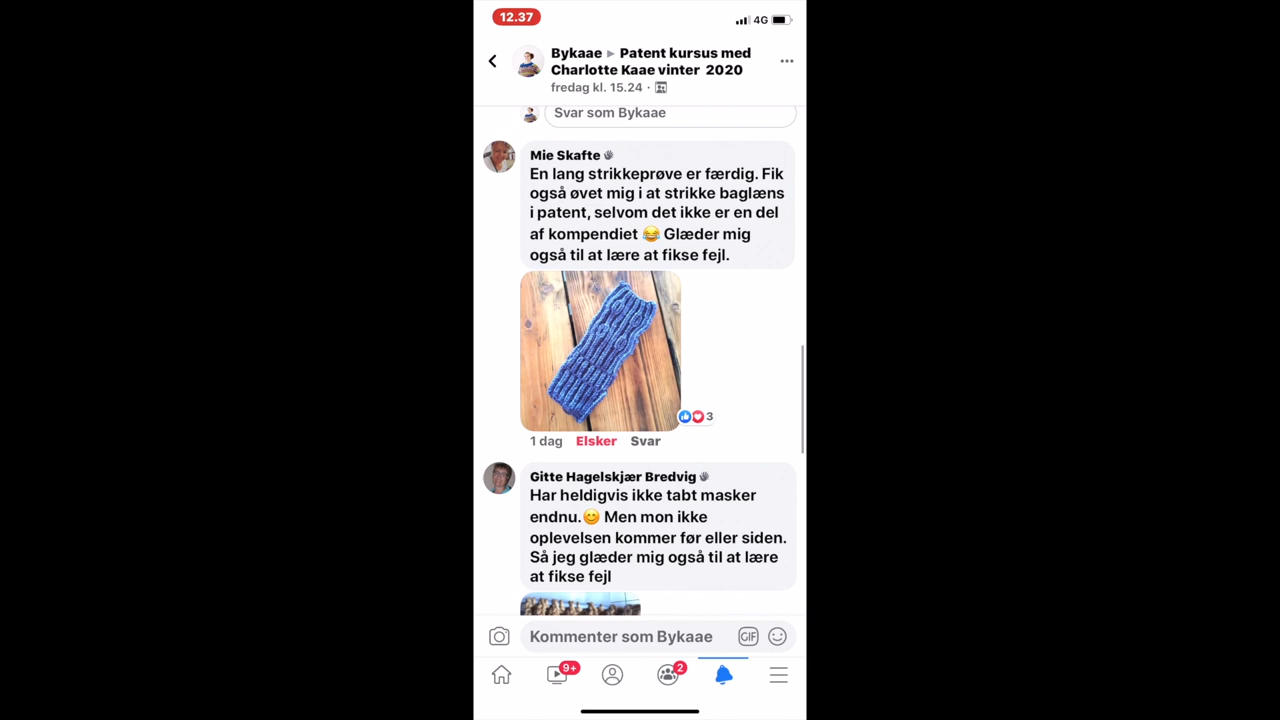 12.37
4G
Bykaae ▸ Patent kursus med
Charlotte Kaae vinter 2020
fredag kl. 15.24 ·
Svar som Bykaae
Mie Skafte
En lang strikkeprøve er færdig. Fik
også øvet mig i at strikke baglæns
i patent, selvom det ikke er en del
af kompendiet 😂 Glæder mig
også til at lære at fikse fejl.
3
1 dag Elsker Svar
Gitte Hagelskjær Bredvig
Har heldigvis ikke tabt masker
endnu.😊 Men mon ikke
oplevelsen kommer før eller siden.
Så jeg glæder mig også til at lære
at fikse fejl
Kommenter som Bykaae GIF
9+ 2